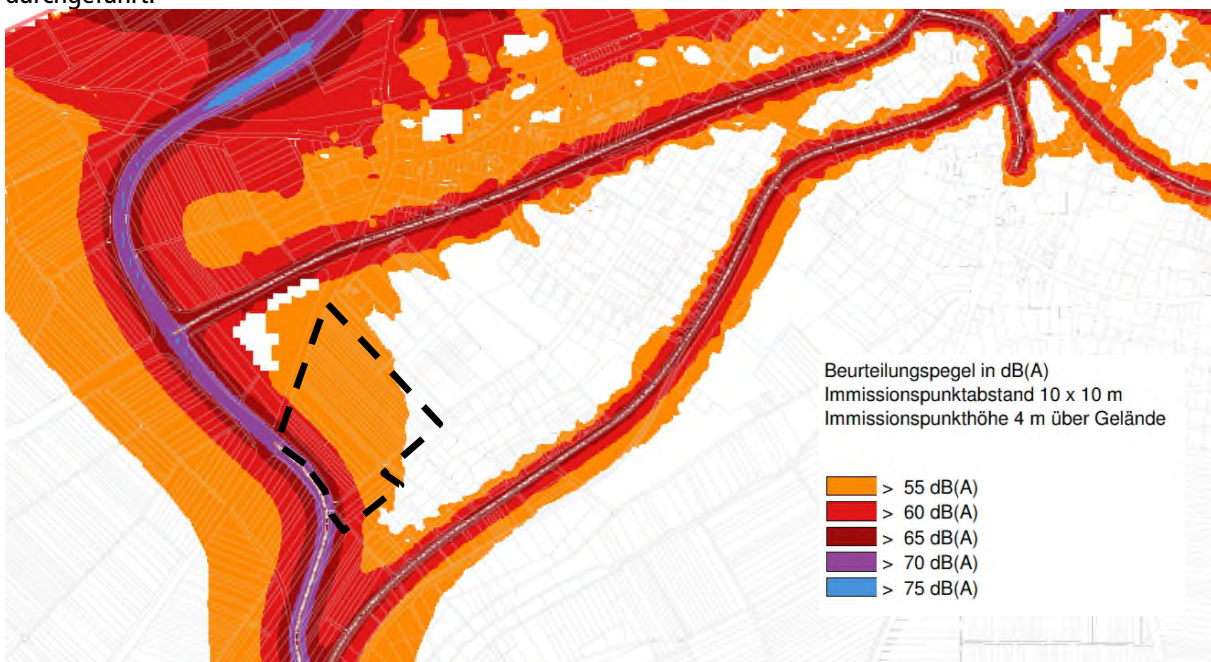 durchgeführt.
Beurteilungspegel in dB(A)
Immissionspunktabstand 10 x 10 m
Immissionspunkthöhe 4 m über Gelände
> 55 dB(A)
> 60 dB(A)
> 65 dB(A)
> 70 dB(A)
> 75 dB(A)